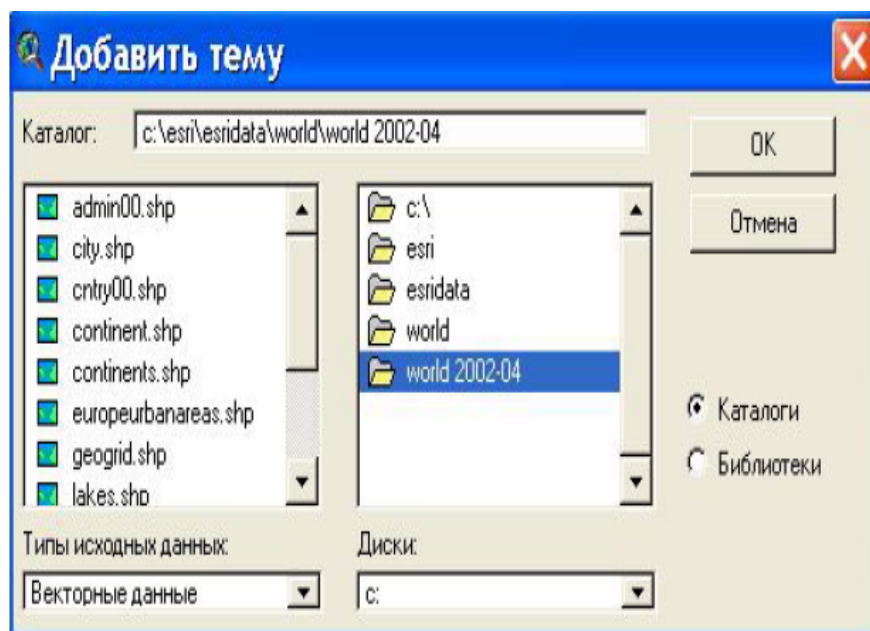 Добавить тему
Каталог: c:\esri\esridata\world\world 2002-04
OK
Отмена
admin00.shp
city.shp
cntry00.shp
continent.shp
continents.shp
europeurbanareas.shp
geogrid.shp
lakes.shp
c:\
esri
esridata
world
world 2002-04
Каталоги
Библиотеки
Типы исходных данных:
Векторные данные
Диски:
c: